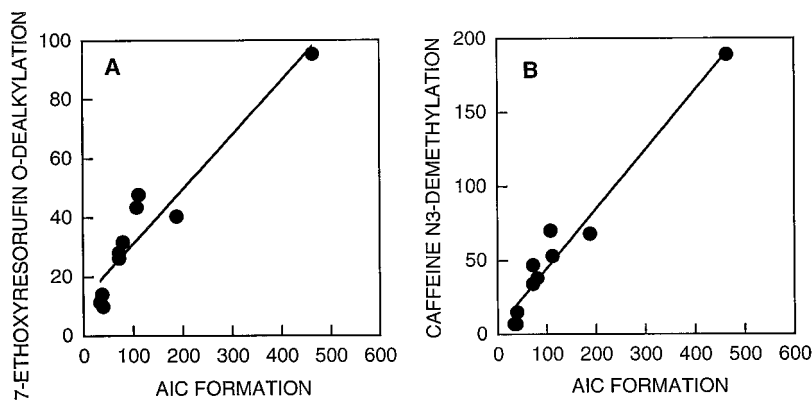 7-ETHOXYRESORUFIN O-DEALKYLATION
100
80
60
40
20
0
A
0 100 200 300 400 500 600
AIC FORMATION
CAFFEINE N3-DEMETHYLATION
200
150
100
50
0
B
0 100 200 300 400 500 600
AIC FORMATION